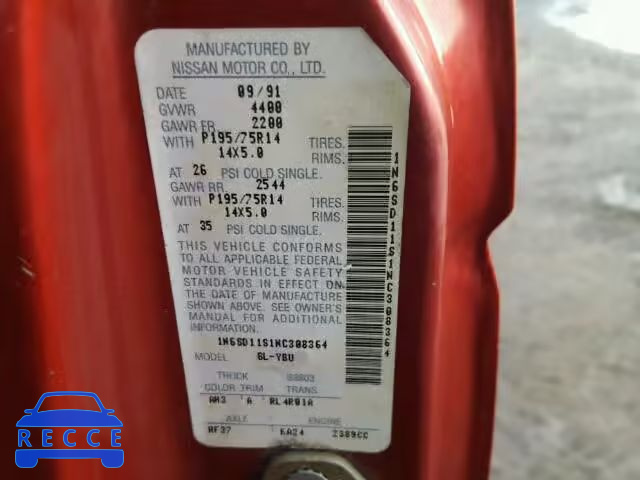 MANUFACTURED BY
NISSAN MOTOR CO., LTD.
DATE 09/91
GVWR 4400
GAWR FR. 2200
WITH P195/75R14 TIRES.
14X5.0 RIMS.
AT 26 PSI COLD SINGLE.
GAWR RR. 2544
WITH P195/75R14 TIRES.
14X5.0 RIMS.
AT 35 PSI COLD SINGLE.
THIS VEHICLE CONFORMS
TO ALL APPLICABLE FEDERAL
MOTOR VEHICLE SAFETY
STANDARDS IN EFFECT ON
THE DATE OF MANUFACTURE
SHOWN ABOVE. SEE OWNER'S
MANUAL FOR ADDITIONAL
INFORMATION.
1N6SD11S1NC308364
MODEL GL-YBU
TRUCK
COLOR TRIM TRANS
AH3 A RL4R01A
AXLE ENGINE
RF37 KA24 2389CC
1N6SD11S1NC308364
RECCE